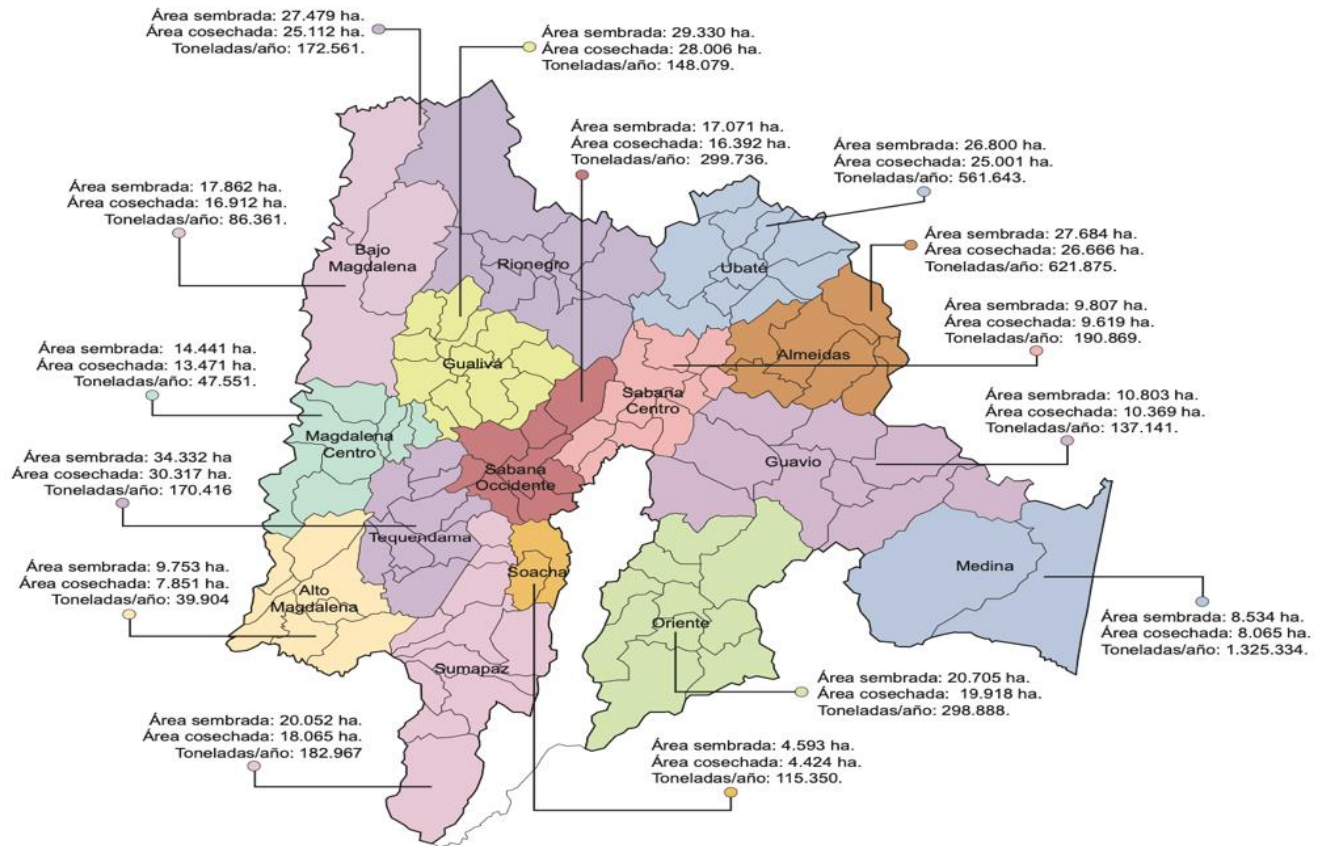 Área sembrada: 27.479 ha.
Área cosechada: 25.112 ha.
Toneladas/año: 172.561.
Área sembrada: 29.330 ha.
Área cosechada: 28.006 ha.
Toneladas/año: 148.079.
Área sembrada: 17.071 ha.
Área cosechada: 16.392 ha.
Toneladas/año: 299.736.
Área sembrada: 26.800 ha.
Área cosechada: 25.001 ha.
Toneladas/año: 561.643.
Área sembrada: 17.862 ha.
Área cosechada: 16.912 ha.
Toneladas/año: 86.361.
Área sembrada: 27.684 ha.
Área cosechada: 26.666 ha.
Toneladas/año: 621.875.
Bajo
Magdalena
Rionegro
Ubaté
Área sembrada: 9.807 ha.
Área cosechada: 9.619 ha.
Toneladas/año: 190.869.
Área sembrada: 14.441 ha.
Área cosechada: 13.471 ha.
Toneladas/año: 47.551.
Gualivá
Almeidas
Sabana
Centro
Área sembrada: 10.803 ha.
Área cosechada: 10.369 ha.
Toneladas/año: 137.141.
Magdalena
Centro
Área sembrada: 34.332 ha
Área cosechada: 30.317 ha.
Toneladas/año: 170.416
Sabana
Occidente
Guavio
Tequendama
Soacha
Medina
Área sembrada: 9.753 ha.
Área cosechada: 7.851 ha.
Toneladas/año: 39.904
Alto
Magdalena
Oriente
Área sembrada: 8.534 ha.
Área cosechada: 8.065 ha.
Toneladas/año: 1.325.334.
Sumapaz
Área sembrada: 20.705 ha.
Área cosechada: 19.918 ha.
Toneladas/año: 298.888.
Área sembrada: 20.052 ha.
Área cosechada: 18.065 ha.
Toneladas/año: 182.967
Área sembrada: 4.593 ha.
Área cosechada: 4.424 ha.
Toneladas/año: 115.350.